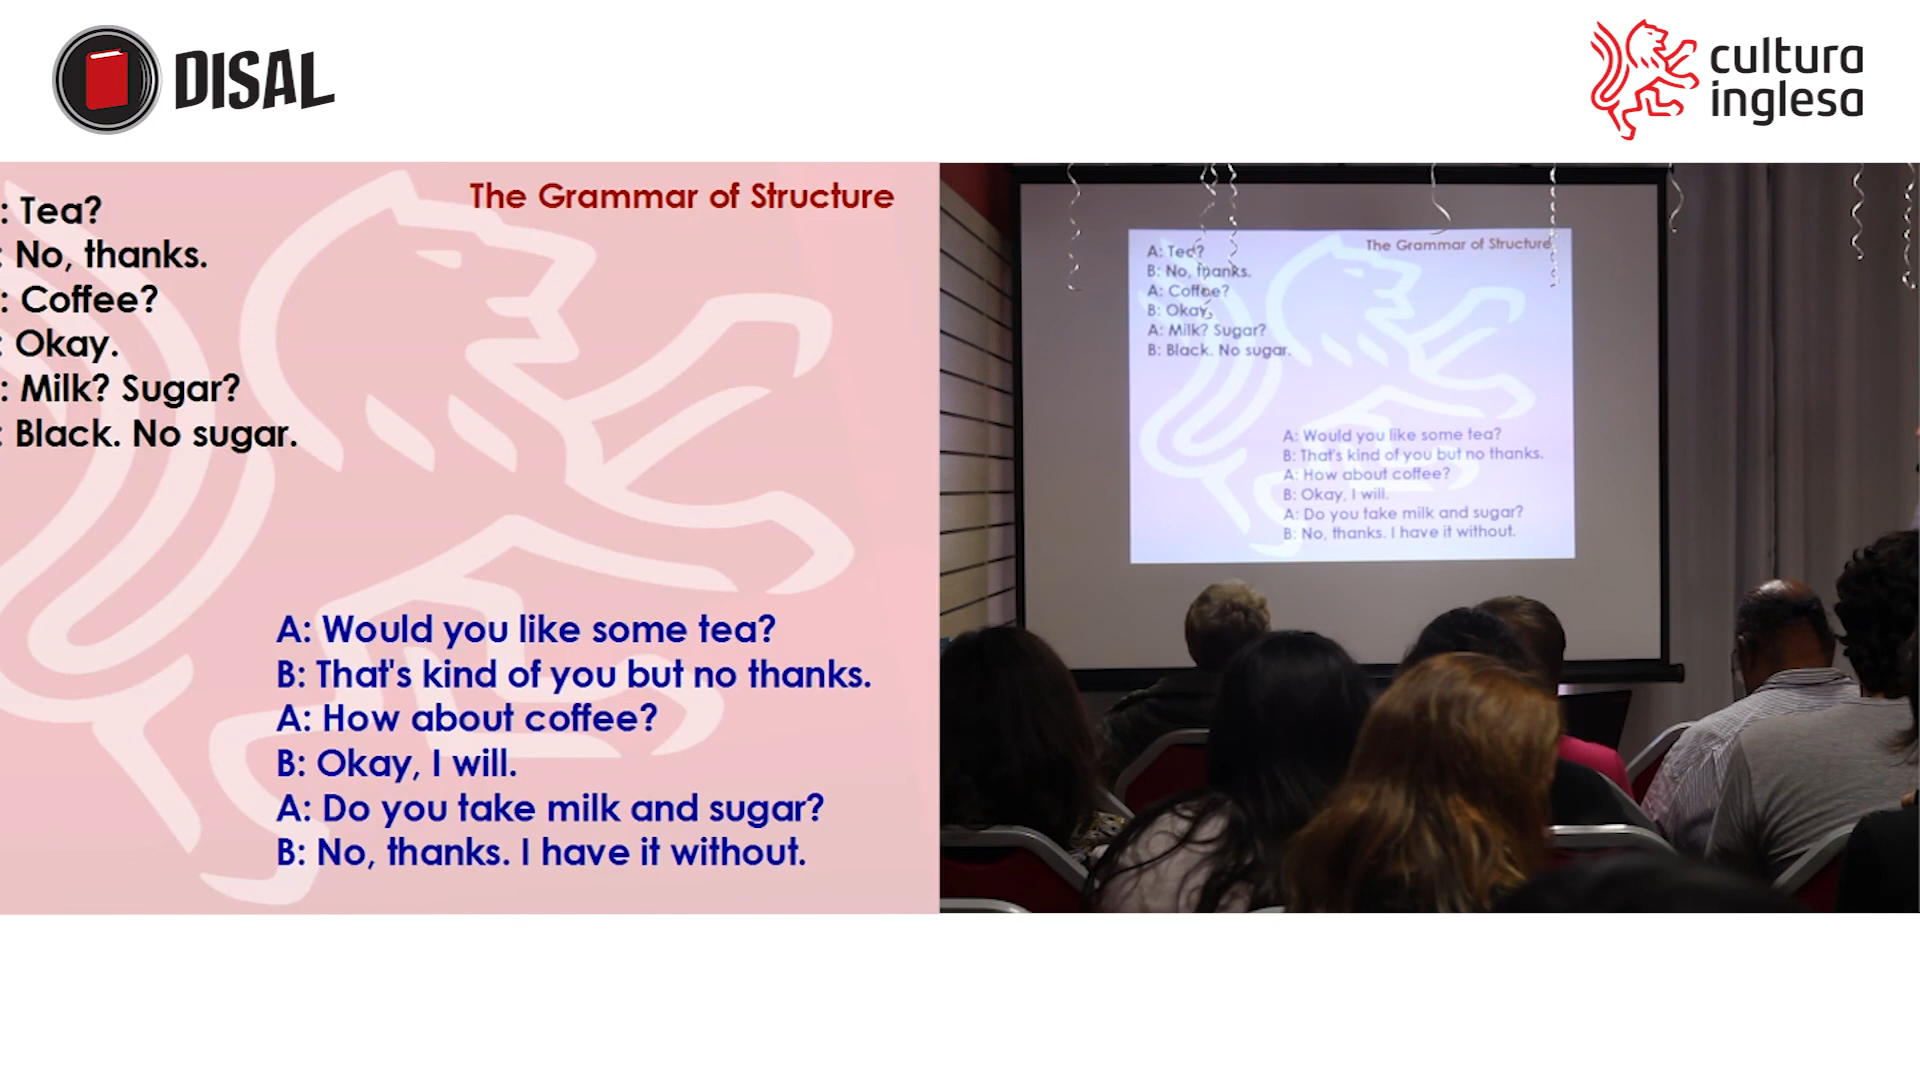 DISAL
cultura
inglesa
The Grammar of Structure
: Tea?
: No, thanks.
: Coffee?
: Okay.
: Milk? Sugar?
: Black. No sugar.
A: Would you like some tea?
B: That's kind of you but no thanks.
A: How about coffee?
B: Okay, I will.
A: Do you take milk and sugar?
B: No, thanks. I have it without.
The Grammar of Structure
A: Tea?
B: No, thanks.
A: Coffee?
B: Okay.
A: Milk? Sugar?
B: Black. No sugar.
A: Would you like some tea?
B: That's kind of you but no thanks.
A: How about coffee?
B: Okay, I will.
A: Do you take milk and sugar?
B: No, thanks. I have it without.